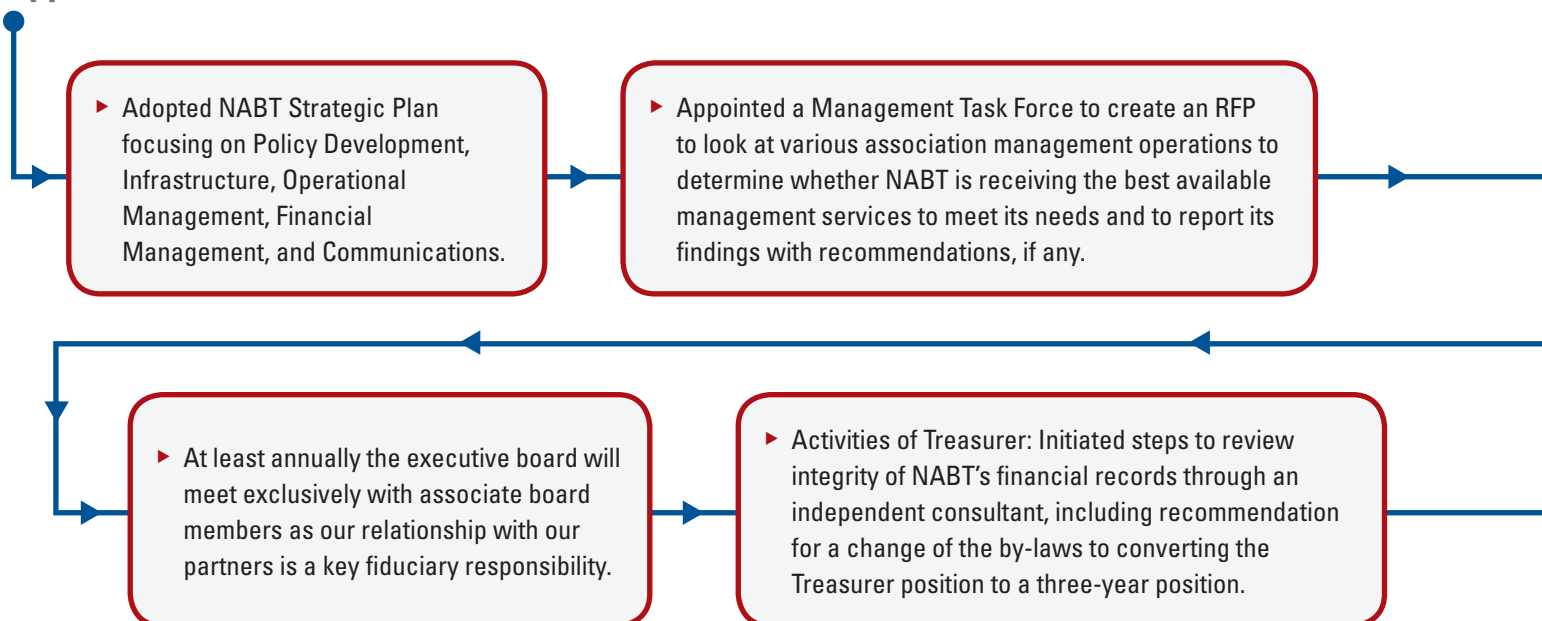 ▸ Adopted NABT Strategic Plan
focusing on Policy Development,
Infrastructure, Operational
Management, Financial
Management, and Communications.
▸ Appointed a Management Task Force to create an RFP
to look at various association management operations to
determine whether NABT is receiving the best available
management services to meet its needs and to report its
findings with recommendations, if any.
▸ At least annually the executive board will
meet exclusively with associate board
members as our relationship with our
partners is a key fiduciary responsibility.
▸ Activities of Treasurer: Initiated steps to review
integrity of NABT’s financial records through an
independent consultant, including recommendation
for a change of the by-laws to converting the
Treasurer position to a three-year position.